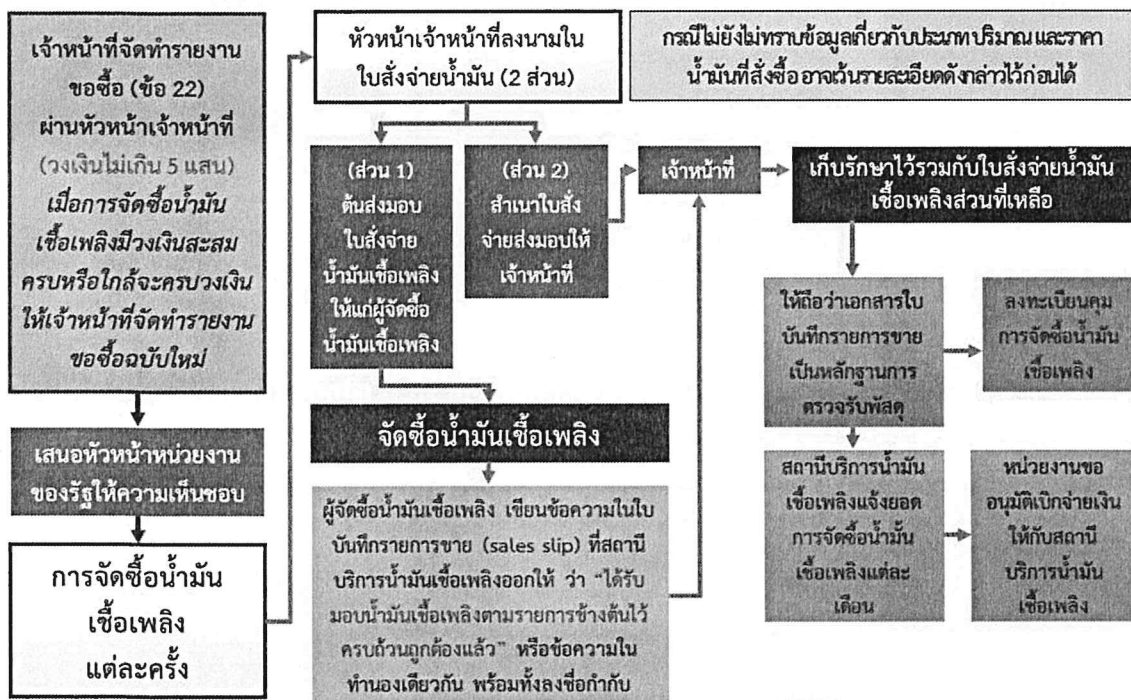 เจ้าหน้าที่จัดทำรายงาน
ขอซื้อ (ข้อ 22)
ผ่านหัวหน้าเจ้าหน้าที่
(วงเงินไม่เกิน 5 แสน)
เมื่อการจัดซื้อน้ำมัน
เชื้อเพลิงมีวงเงินสะสม
ครบหรือใกล้จะครบวงเงิน
ให้เจ้าหน้าที่จัดทำรายงาน
ขอซื้อฉบับใหม่
เสนอหัวหน้าหน่วยงาน
ของรัฐให้ความเห็นชอบ
การจัดซื้อน้ำมัน
เชื้อเพลิง
แต่ละครั้ง
หัวหน้าเจ้าหน้าที่ลงนามใน
ใบสั่งจ่ายน้ำมัน (2 ส่วน)
กรณีไม่ยังไม่ทราบข้อมูลเกี่ยวกับประเภท ปริมาณ และราคา
น้ำมันที่สั่งซื้อ อาจเว้นรายละเอียดดังกล่าวไว้ก่อนได้
(ส่วน 1)
ต้นส่งมอบ
ใบสั่งจ่าย
น้ำมันเชื้อเพลิง
ให้แก่ผู้จัดซื้อ
น้ำมันเชื้อเพลิง
(ส่วน 2)
สำเนาใบสั่ง
จ่ายส่งมอบให้
เจ้าหน้าที่
เจ้าหน้าที่
เก็บรักษาไว้รวมกับใบสั่งจ่ายน้ำมัน
เชื้อเพลิงส่วนที่เหลือ
จัดซื้อน้ำมันเชื้อเพลิง
ผู้จัดซื้อน้ำมันเชื้อเพลิง เขียนข้อความในใบ
บันทึกรายการขาย (sales slip) ที่สถานี
บริการน้ำมันเชื้อเพลิงออกให้ ว่า “ได้รับ
มอบน้ำมันเชื้อเพลิงตามรายการข้างต้นไว้
ครบถ้วนถูกต้องแล้ว” หรือข้อความใน
ทำนองเดียวกัน พร้อมทั้งลงชื่อกำกับ
ให้ถือว่าเอกสารใบ
บันทึกรายการขาย
เป็นหลักฐานการ
ตรวจรับพัสดุ
ลงทะเบียนคุม
การจัดซื้อน้ำมัน
เชื้อเพลิง
สถานีบริการน้ำมัน
เชื้อเพลิงแจ้งยอด
การจัดซื้อน้ำมั้น
เชื้อเพลิงแต่ละ
เดือน
หน่วยงานขอ
อนุมัติเบิกจ่ายเงิน
ให้กับสถานี
บริการน้ำมัน
เชื้อเพลิง